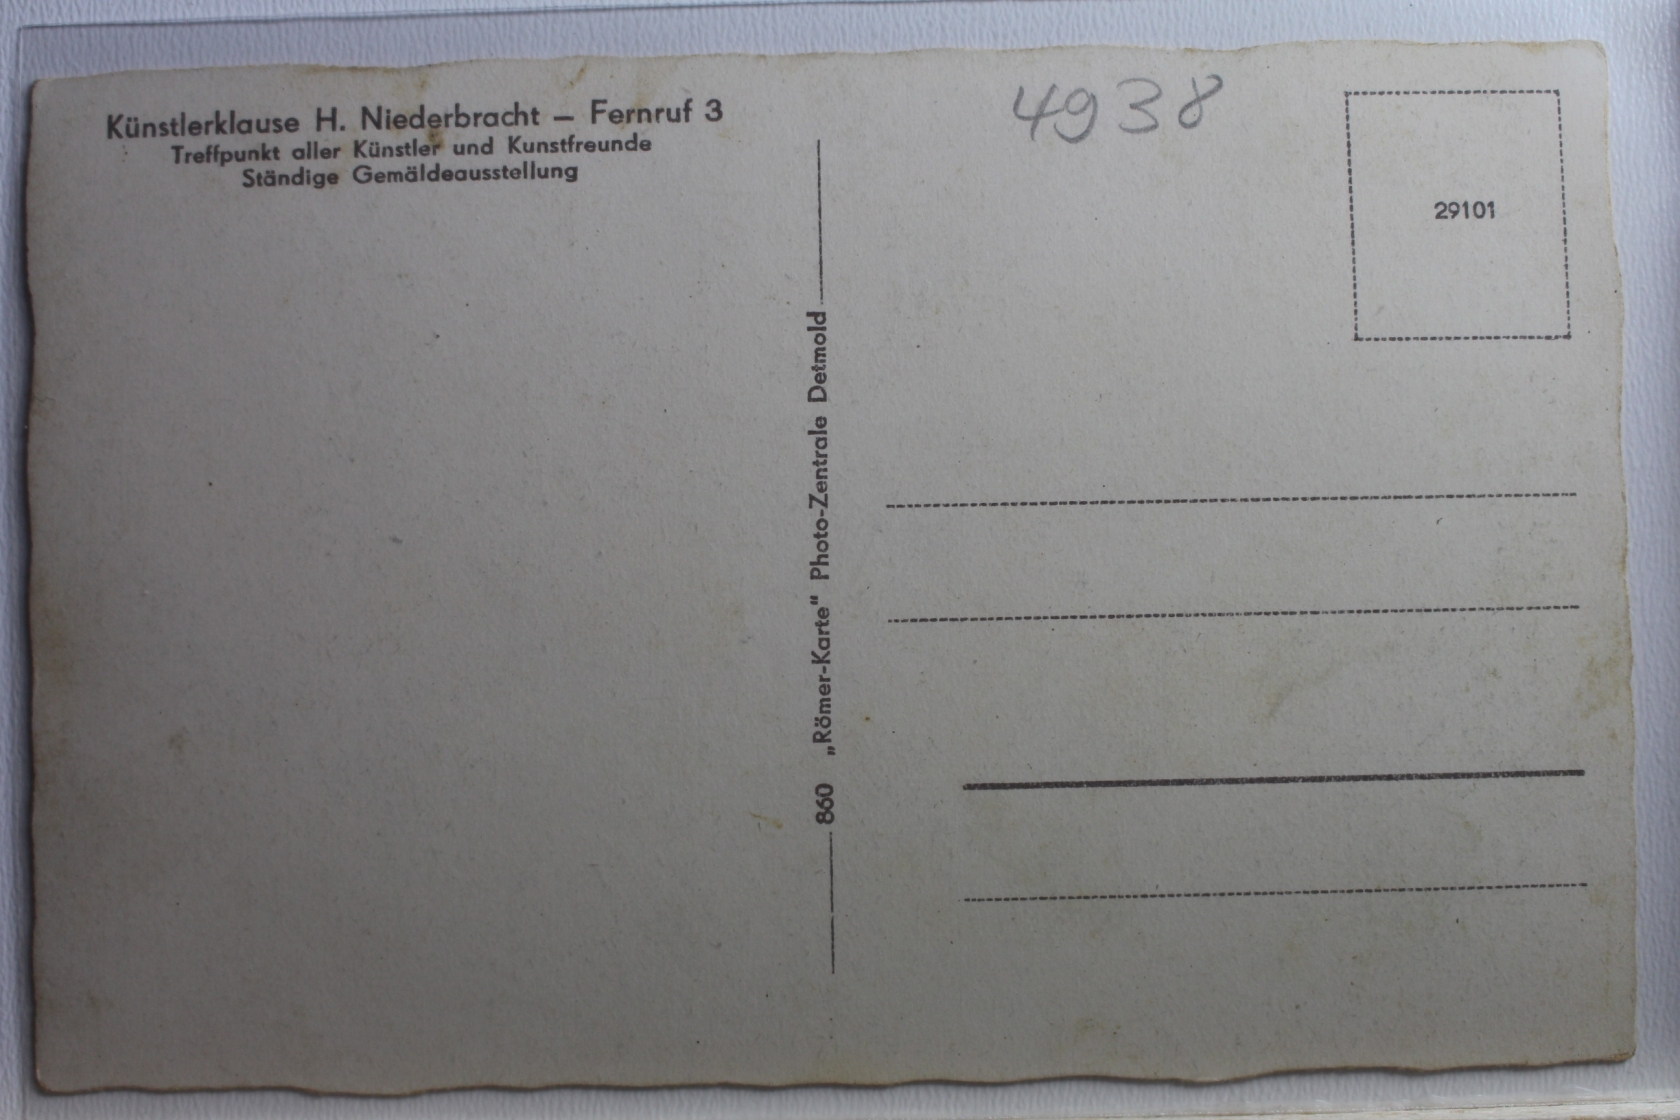 Künstlerklause H. Niederbracht – Fernruf 3
Treffpunkt aller Künstler und Kunstfreunde
Ständige Gemäldeausstellung
4938
29101
860 „Römer-Karte" Photo-Zentrale Detmold